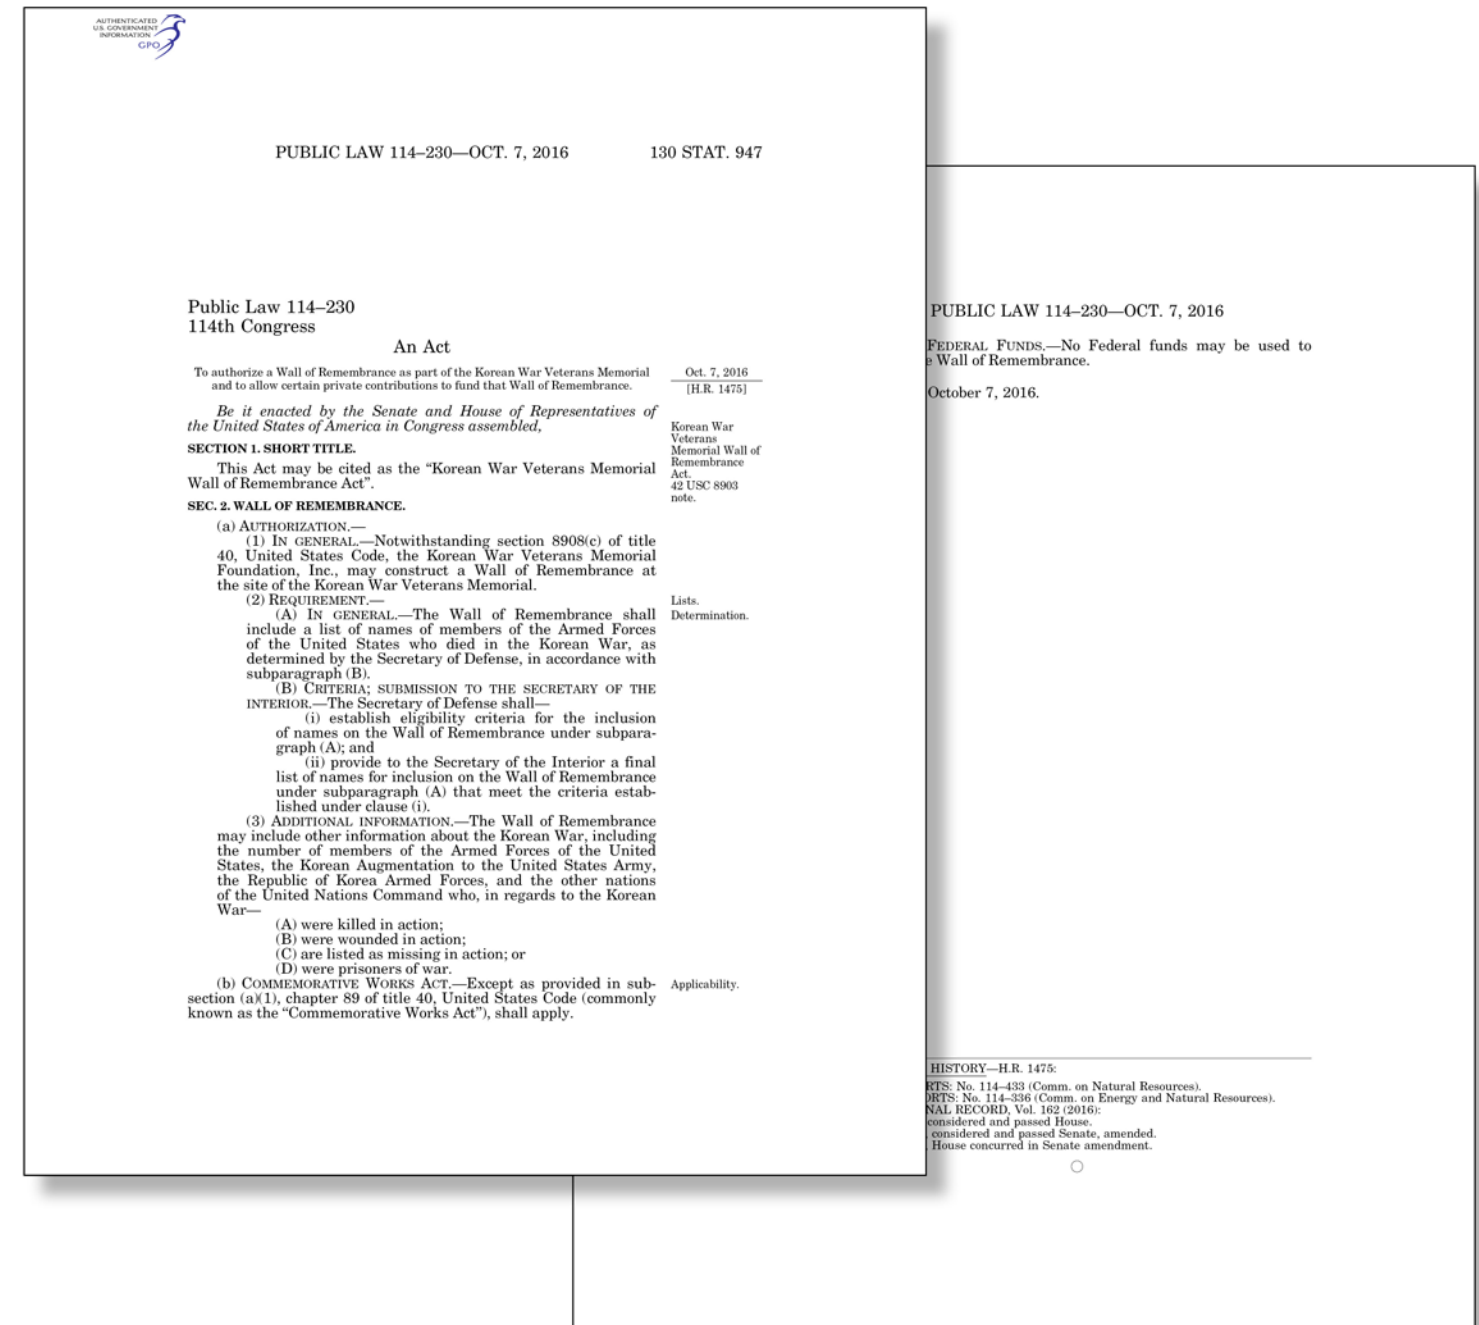 AUTHENTICATED
U.S. GOVERNMENT
INFORMATION
GPO
PUBLIC LAW 114–230—OCT. 7, 2016 130 STAT. 947
Public Law 114–230
114th Congress
An Act
To authorize a Wall of Remembrance as part of the Korean War Veterans Memorial
and to allow certain private contributions to fund that Wall of Remembrance.
Oct. 7, 2016
[H.R. 1475]
Be it enacted by the Senate and House of Representatives of
the United States of America in Congress assembled,
Korean War
Veterans
Memorial Wall of
Remembrance
Act.
42 USC 8903
note.
SECTION 1. SHORT TITLE.
This Act may be cited as the “Korean War Veterans Memorial
Wall of Remembrance Act”.
SEC. 2. WALL OF REMEMBRANCE.
(a) AUTHORIZATION.—
(1) IN GENERAL.—Notwithstanding section 8908(c) of title
40, United States Code, the Korean War Veterans Memorial
Foundation, Inc., may construct a Wall of Remembrance at
the site of the Korean War Veterans Memorial.
(2) REQUIREMENT.—
Lists.
Determination.
(A) IN GENERAL.—The Wall of Remembrance shall
include a list of names of members of the Armed Forces
of the United States who died in the Korean War, as
determined by the Secretary of Defense, in accordance with
subparagraph (B).
(B) CRITERIA; SUBMISSION TO THE SECRETARY OF THE
INTERIOR.—The Secretary of Defense shall—
(i) establish eligibility criteria for the inclusion
of names on the Wall of Remembrance under subpara-
graph (A); and
(ii) provide to the Secretary of the Interior a final
list of names for inclusion on the Wall of Remembrance
under subparagraph (A) that meet the criteria estab-
lished under clause (i).
(3) ADDITIONAL INFORMATION.—The Wall of Remembrance
may include other information about the Korean War, including
the number of members of the Armed Forces of the United
States, the Korean Augmentation to the United States Army,
the Republic of Korea Armed Forces, and the other nations
of the United Nations Command who, in regards to the Korean
War—
(A) were killed in action;
(B) were wounded in action;
(C) are listed as missing in action; or
(D) were prisoners of war.
(b) COMMEMORATIVE WORKS ACT.—Except as provided in sub-
section (a)(1), chapter 89 of title 40, United States Code (commonly
known as the “Commemorative Works Act”), shall apply.
Applicability.
PUBLIC LAW 114–230—OCT. 7, 2016
FEDERAL FUNDS.—No Federal funds may be used to
e Wall of Remembrance.
October 7, 2016.
HISTORY—H.R. 1475:
RTS: No. 114–433 (Comm. on Natural Resources).
ORTS: No. 114–336 (Comm. on Energy and Natural Resources).
NAL RECORD, Vol. 162 (2016):
considered and passed House.
, considered and passed Senate, amended.
, House concurred in Senate amendment.